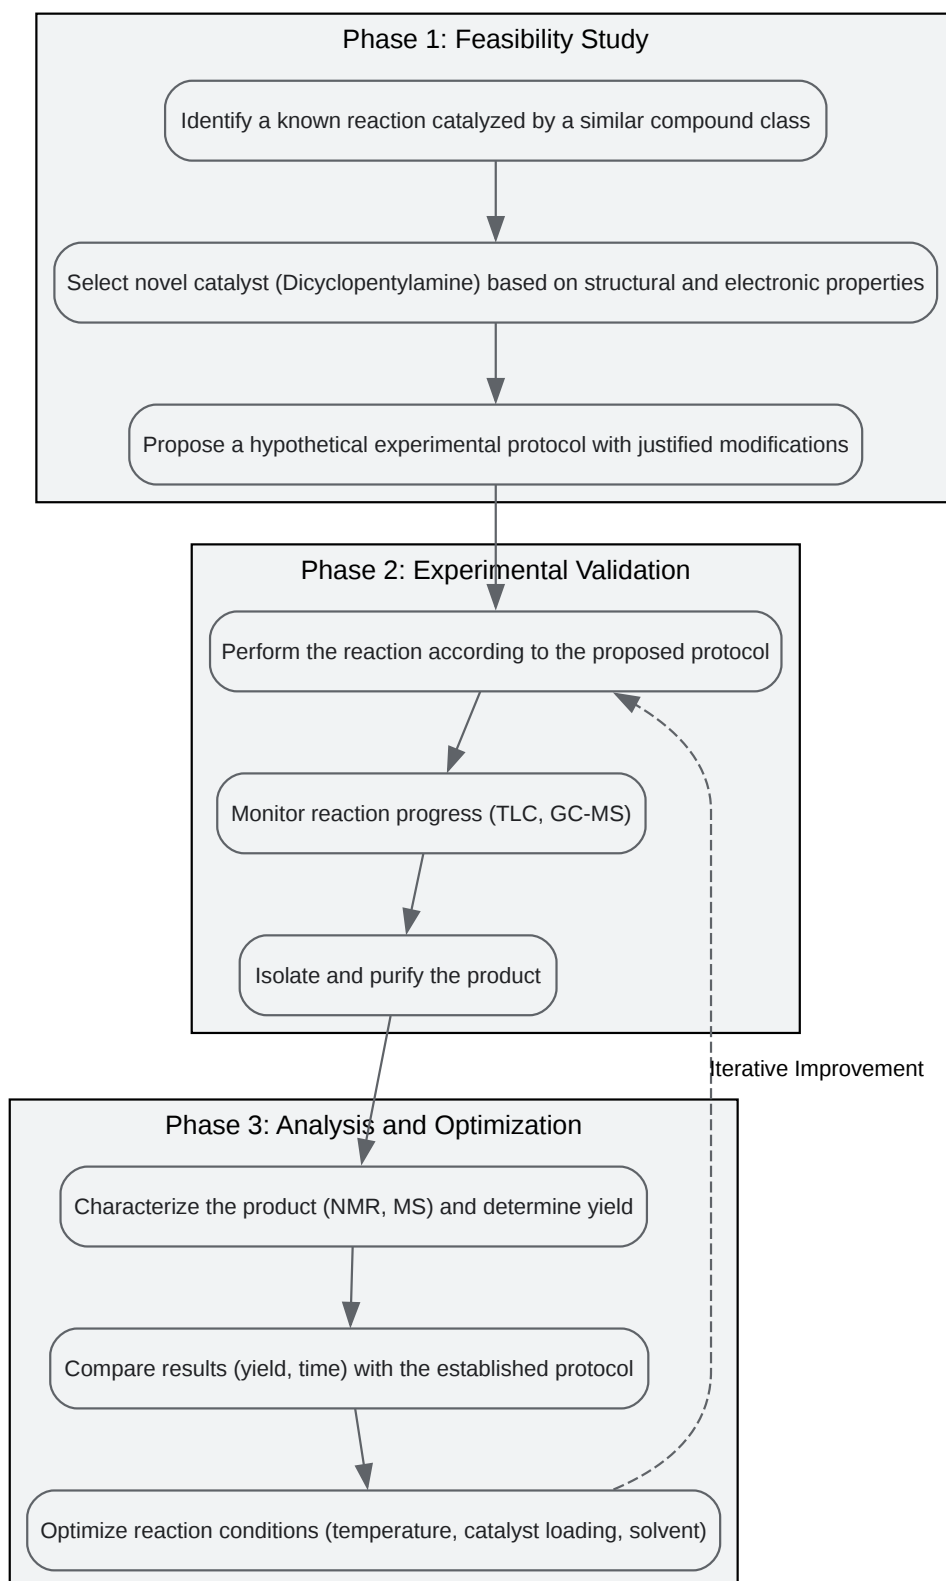 Phase 1: Feasibility Study
Identify a known reaction catalyzed by a similar compound class
Select novel catalyst (Dicyclopentylamine) based on structural and electronic properties
Propose a hypothetical experimental protocol with justified modifications
Phase 2: Experimental Validation
Perform the reaction according to the proposed protocol
Monitor reaction progress (TLC, GC-MS)
Isolate and purify the product
Iterative Improvement
Phase 3: Analysis and Optimization
Characterize the product (NMR, MS) and determine yield
Compare results (yield, time) with the established protocol
Optimize reaction conditions (temperature, catalyst loading, solvent)